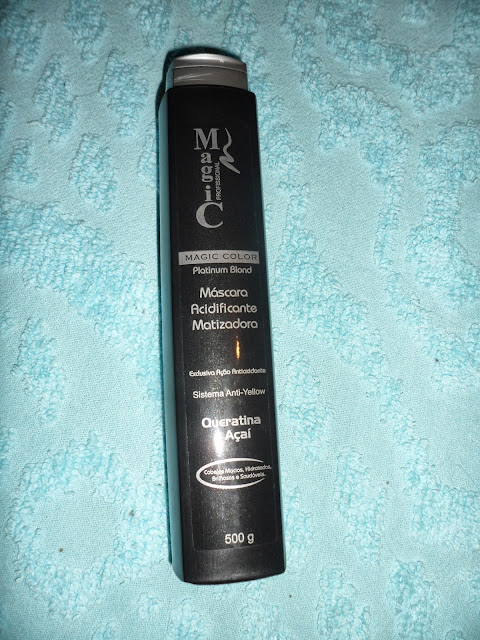 MagiC
PROFESSIONAL
MAGIC COLOR
Platinum Blond
Máscara
Acidificante
Matizadora
Exclusiva Ação Antioxidante
Sistema Anti-Yellow
Queratina
Açaí
Cabelos Macios, Hidratados,
Brilhosos e Saudáveis.
500 g